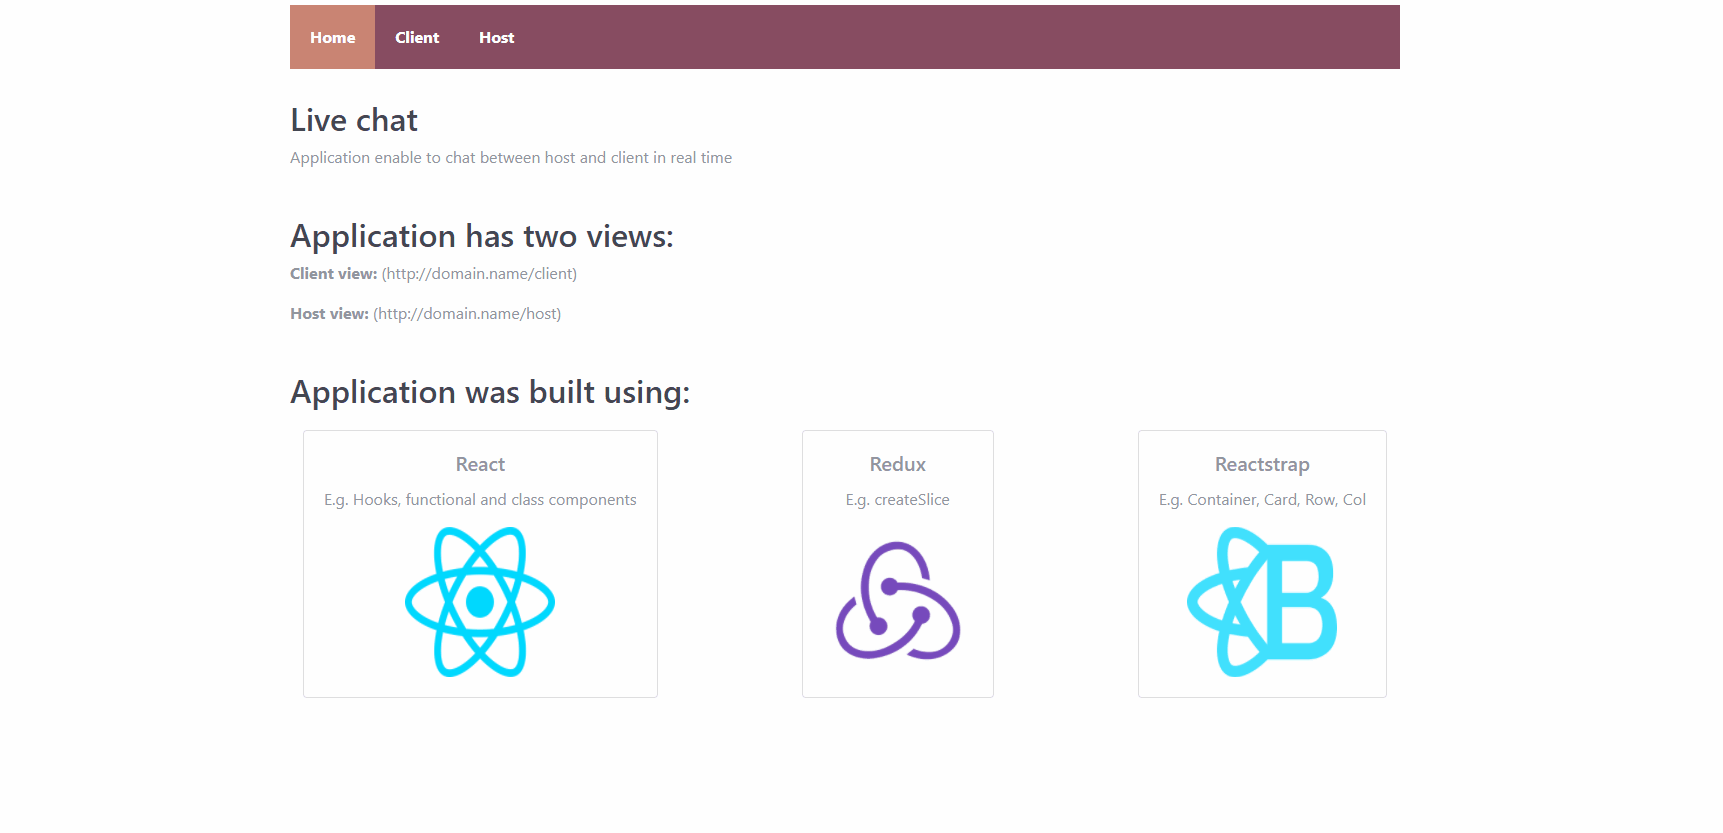 Home Client Host
Live chat
Application enable to chat between host and client in real time
Application has two views:
Client view: (http://domain.name/client)
Host view: (http://domain.name/host)
Application was built using:
React
E.g. Hooks, functional and class components
Redux
E.g. createSlice
Reactstrap
E.g. Container, Card, Row, Col
B